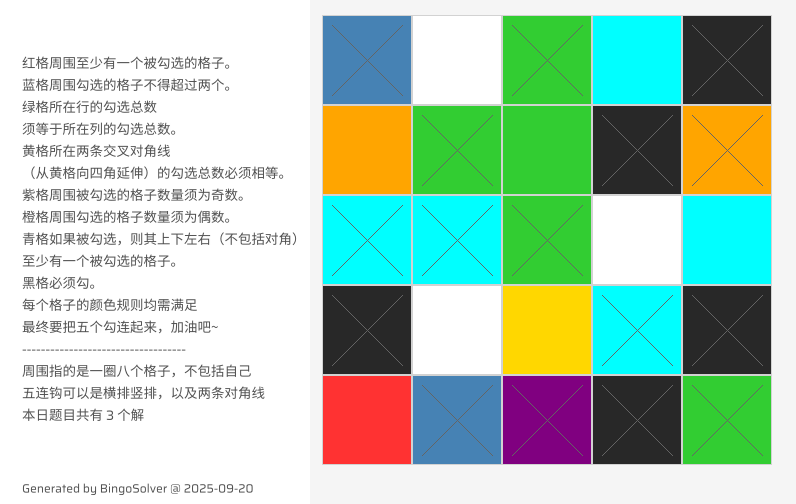 红格周围至少有一个被勾选的格子。
蓝格周围勾选的格子不得超过两个。
绿格所在行的勾选总数
须等于所在列的勾选总数。
黄格所在两条交叉对角线
（从黄格向四角延伸）的勾选总数必须相等。
紫格周围被勾选的格子数量须为奇数。
橙格周围勾选的格子数量须为偶数。
青格如果被勾选，则其上下左右（不包括对角）
至少有一个被勾选的格子。
黑格必须勾。
每个格子的颜色规则均需满足
最终要把五个勾连起来，加油吧~
-----------------------------------
周围指的是一圈八个格子，不包括自己
五连钩可以是横排竖排，以及两条对角线
本日题目共有 3 个解
Generated by BingoSolver @ 2025-09-20